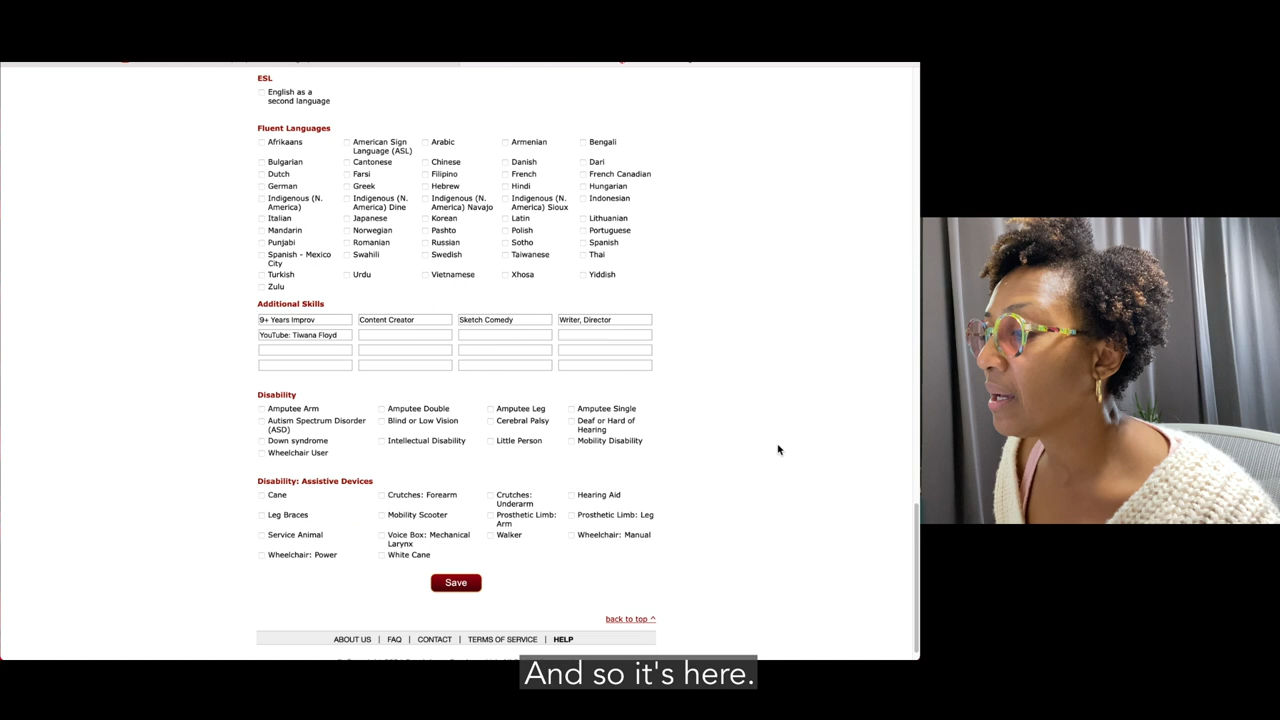 ESL
English as a
second language
Fluent Languages
Afrikaans American Sign Language (ASL) Arabic Armenian Bengali
Bulgarian Cantonese Chinese Danish Dari
Dutch Farsi Filipino French French Canadian
German Greek Hebrew Hindi Hungarian
Indigenous (N. America) Indigenous (N. America) Dine Indigenous (N. America) Navajo Indigenous (N. America) Sioux Indonesian
Italian Japanese Korean Latin Lithuanian
Mandarin Norwegian Pashto Polish Portuguese
Punjabi Romanian Russian Sotho Spanish
Spanish - Mexico City Swahili Swedish Taiwanese Thai
Turkish Urdu Vietnamese Xhosa Yiddish
Zulu
Additional Skills
9+ Years Improv Content Creator Sketch Comedy Writer, Director
YouTube: Tiwana Floyd
Disability
Amputee Arm Amputee Double Amputee Leg Amputee Single
Autism Spectrum Disorder (ASD) Blind or Low Vision Cerebral Palsy Deaf or Hard of Hearing
Down syndrome Intellectual Disability Little Person Mobility Disability
Wheelchair User
Disability: Assistive Devices
Cane Crutches: Forearm Crutches: Underarm Hearing Aid
Leg Braces Mobility Scooter Prosthetic Limb: Arm Prosthetic Limb: Leg
Service Animal Voice Box: Mechanical Larynx Walker Wheelchair: Manual
Wheelchair: Power White Cane
Save
back to top ^
ABOUT US | FAQ | CONTACT | TERMS OF SERVICE | HELP
And so it's here.